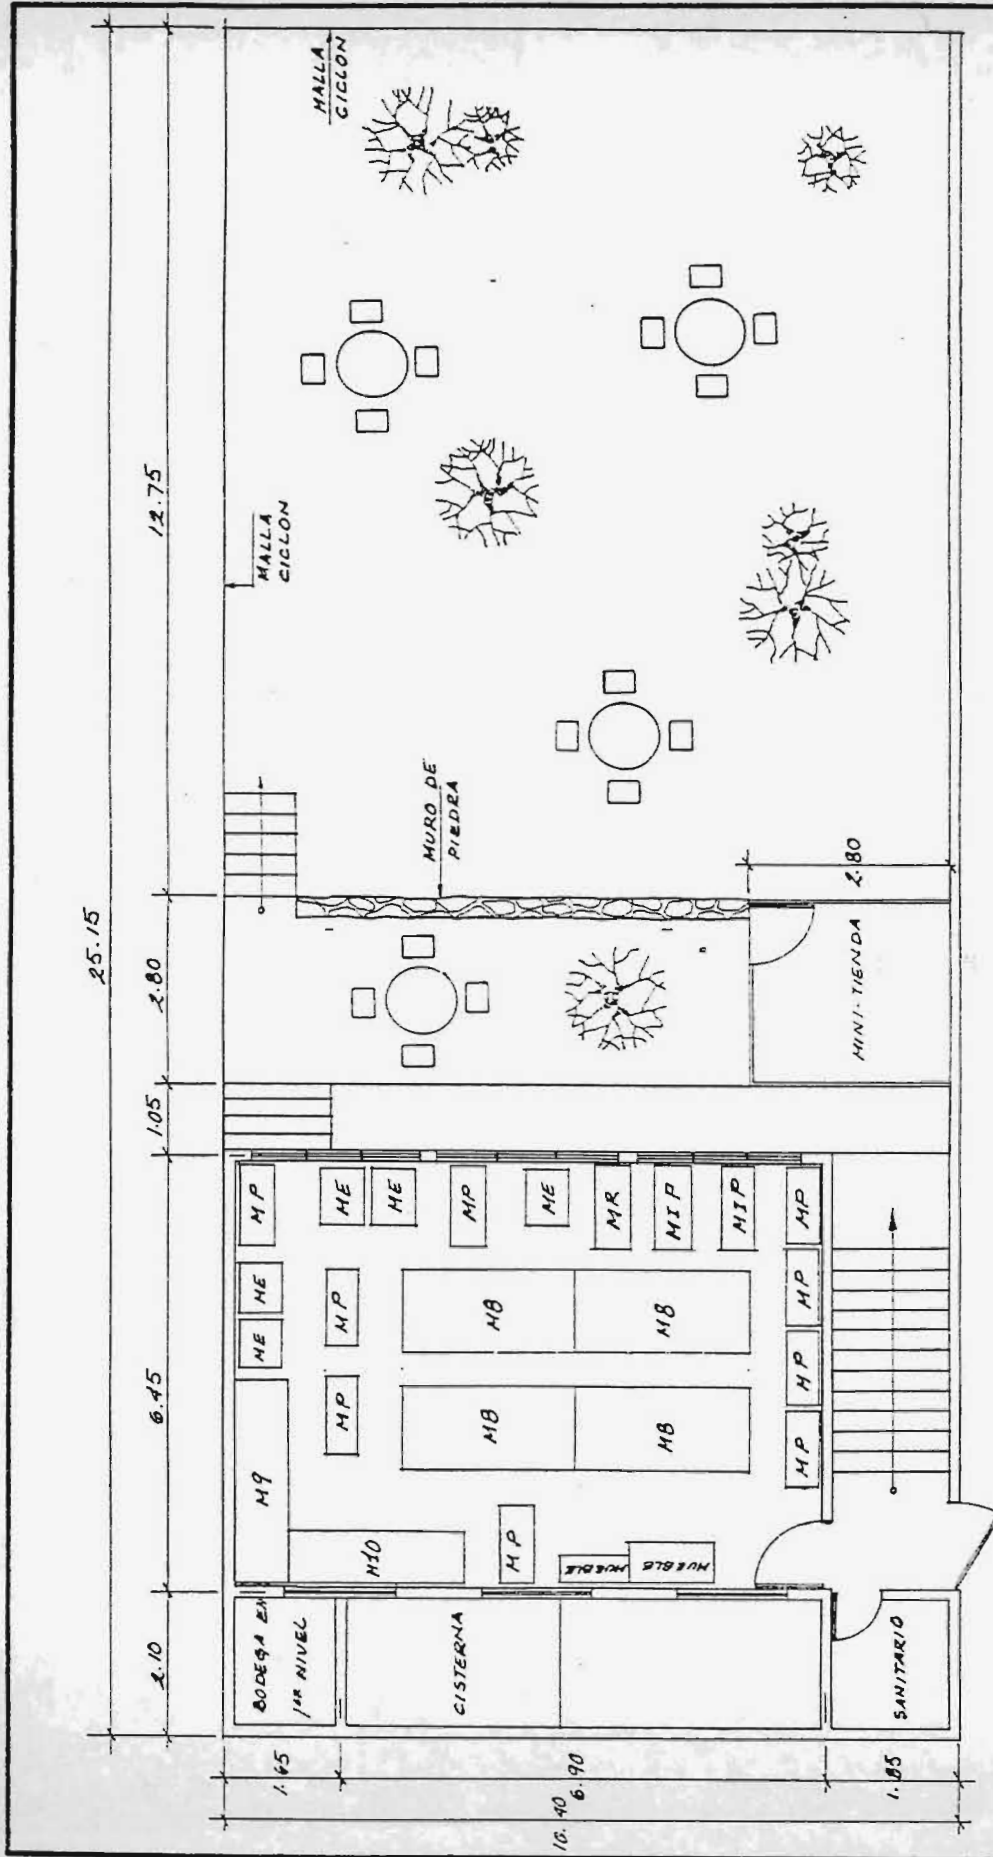 MALLA
CICLON
MALLA
CICLON
12.75
25.15
MURO DE
PIEDRA
2.80
2.80
MINI-TIENDA
1.05
MP
ME
ME
MP
ME
MR
MIP
MIP
MP
ME
MP
MB
MB
MP
ME
MP
6.45
MP
MB
MB
MP
M9
M10
MP
MUEBLE
MUEBLE
2.10
BODEGA EN
1ER NIVEL
CISTERNA
SANITARIO
1.65
6.90
1.85
10.40